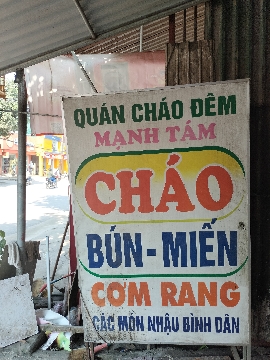 QUÁN CHÁO ĐÊM
MẠNH TÁM
CHÁO
BÚN - MIẾN
CƠM RANG
CÁC MÓN NHẬU BÌNH DÂN